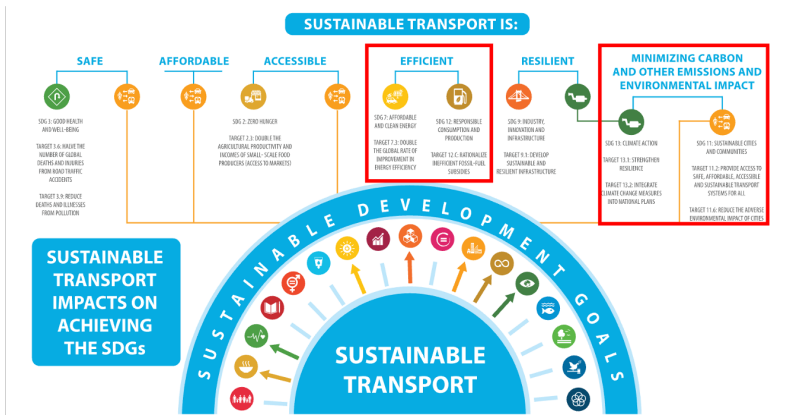 SUSTAINABLE TRANSPORT IS:
SAFE
AFFORDABLE
ACCESSIBLE
EFFICIENT
RESILIENT
MINIMIZING CARBON
AND OTHER EMISSIONS AND
ENVIRONMENTAL IMPACT
SDG 3: GOOD HEALTH
AND WELL-BEING
TARGET 3.6: HALVE THE
NUMBER OF GLOBAL
DEATHS AND INJURIES
FROM ROAD TRAFFIC
ACCIDENTS
TARGET 3.9: REDUCE
DEATHS AND ILLNESSES
FROM POLLUTION
SDG 2: ZERO HUNGER
TARGET 2.3: DOUBLE THE
AGRICULTURAL PRODUCTIVITY AND
INCOMES OF SMALL- SCALE FOOD
PRODUCERS (ACCESS TO MARKETS)
SDG 7: AFFORDABLE
AND CLEAN ENERGY
TARGET 7.3: DOUBLE
THE GLOBAL RATE OF
IMPROVEMENT IN
ENERGY EFFICIENCY
SDG 12: RESPONSIBLE
CONSUMPTION AND
PRODUCTION
TARGET 12.C: RATIONALIZE
INEFFICIENT FOSSIL-FUEL
SUBSIDIES
SDG 9: INDUSTRY,
INNOVATION AND
INFRASTRUCTURE
TARGET 9.1: DEVELOP
SUSTAINABLE AND
RESILIENT INFRASTRUCTURE
SDG 13: CLIMATE ACTION
TARGET 13.1: STRENGTHEN
RESILIENCE
TARGET 13.2: INTEGRATE
CLIMATE CHANGE MEASURES
INTO NATIONAL PLANS
SDG 11: SUSTAINABLE CITIES
AND COMMUNITIES
TARGET 11.2: PROVIDE ACCESS TO
SAFE, AFFORDABLE, ACCESSIBLE
AND SUSTAINABLE TRANSPORT
SYSTEMS FOR ALL
TARGET 11.6: REDUCE THE ADVERSE
ENVIRONMENTAL IMPACT OF CITIES
SUSTAINABLE
TRANSPORT
IMPACTS ON
ACHIEVING
THE SDGs
SUSTAINABLE DEVELOPMENT GOALS
SUSTAINABLE
TRANSPORT